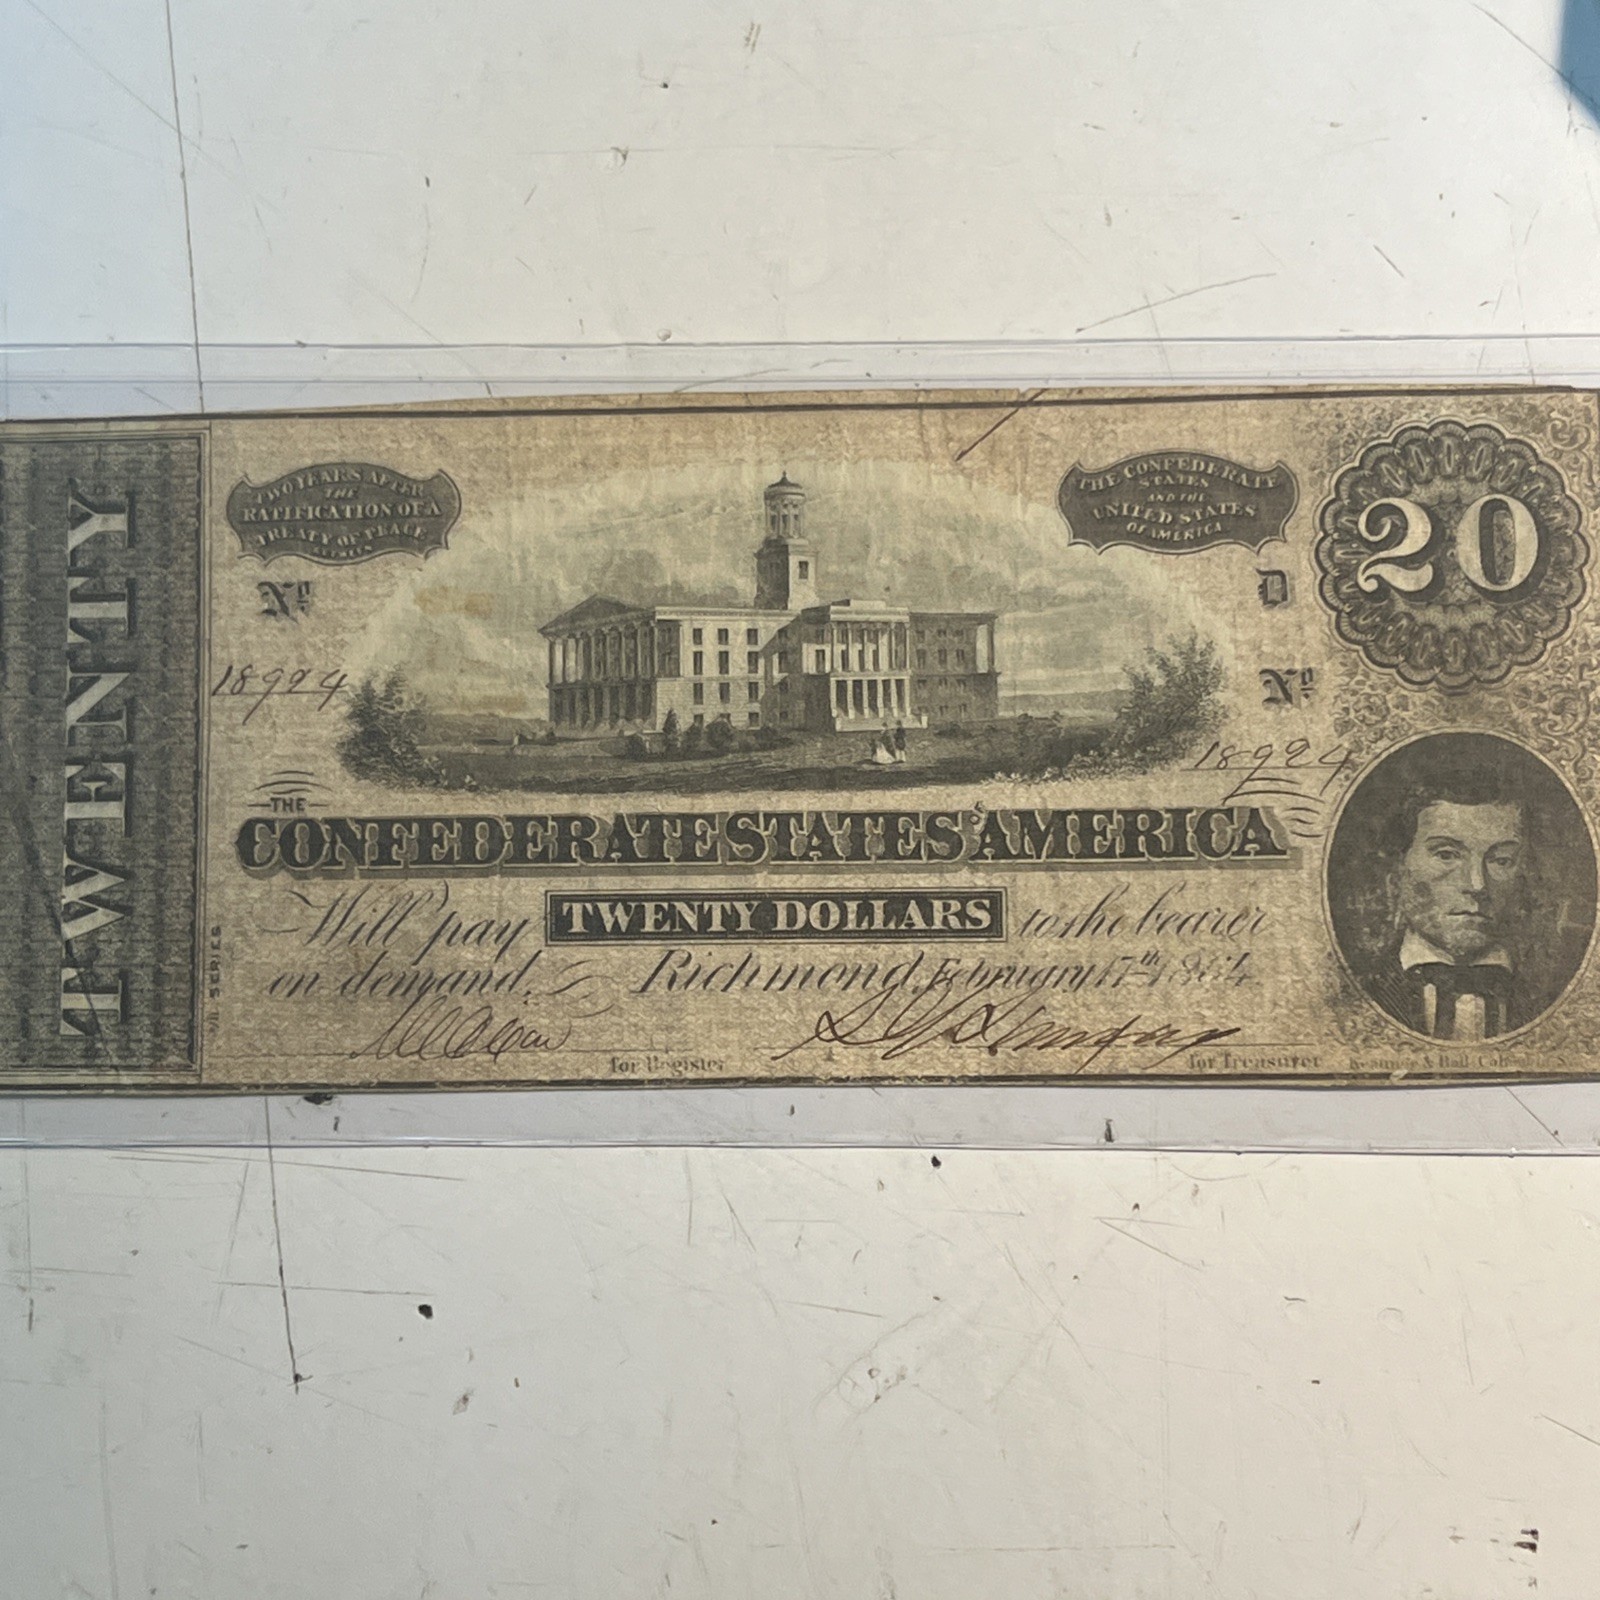 TWENTY
TWO YEARS AFTER
THE
RATIFICATION OF A
TREATY OF PEACE
BETWEEN
THE CONFEDERATE
STATES
AND THE
UNITED STATES
OF AMERICA
20
Nº
D
18924
Nº
18924
THE
CONFEDERATE STATES OF AMERICA
Will pay TWENTY DOLLARS to the bearer
on demand. Richmond, February 17th 1864
SERIES
for Register
for Treasurer